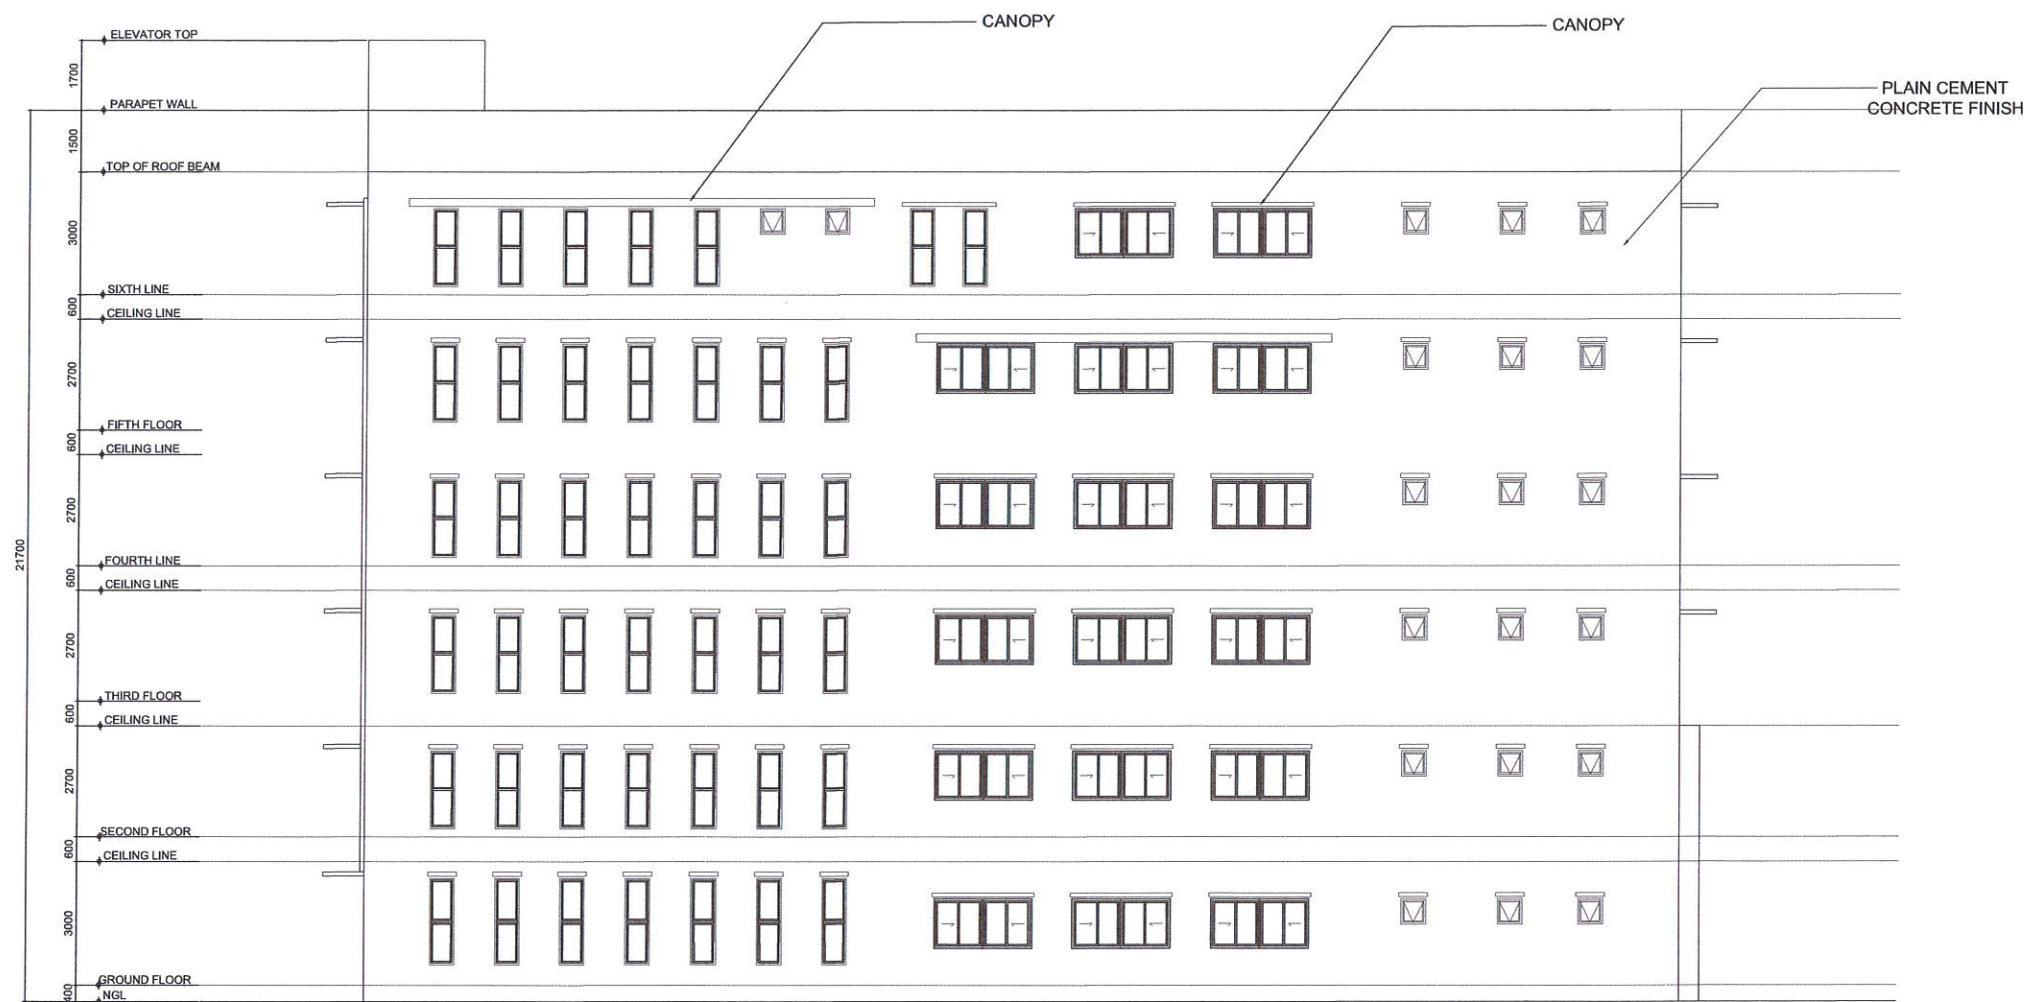 CANOPY
CANOPY
ELEVATOR TOP
1700
PLAIN CEMENT
CONCRETE FINISH
PARAPET WALL
1500
TOP OF ROOF BEAM
3000
SIXTH LINE
600
CEILING LINE
2700
FIFTH FLOOR
600
CEILING LINE
2700
21700
FOURTH LINE
600
CEILING LINE
2700
THIRD FLOOR
600
CEILING LINE
2700
SECOND FLOOR
600
CEILING LINE
3000
GROUND FLOOR
400
NGL